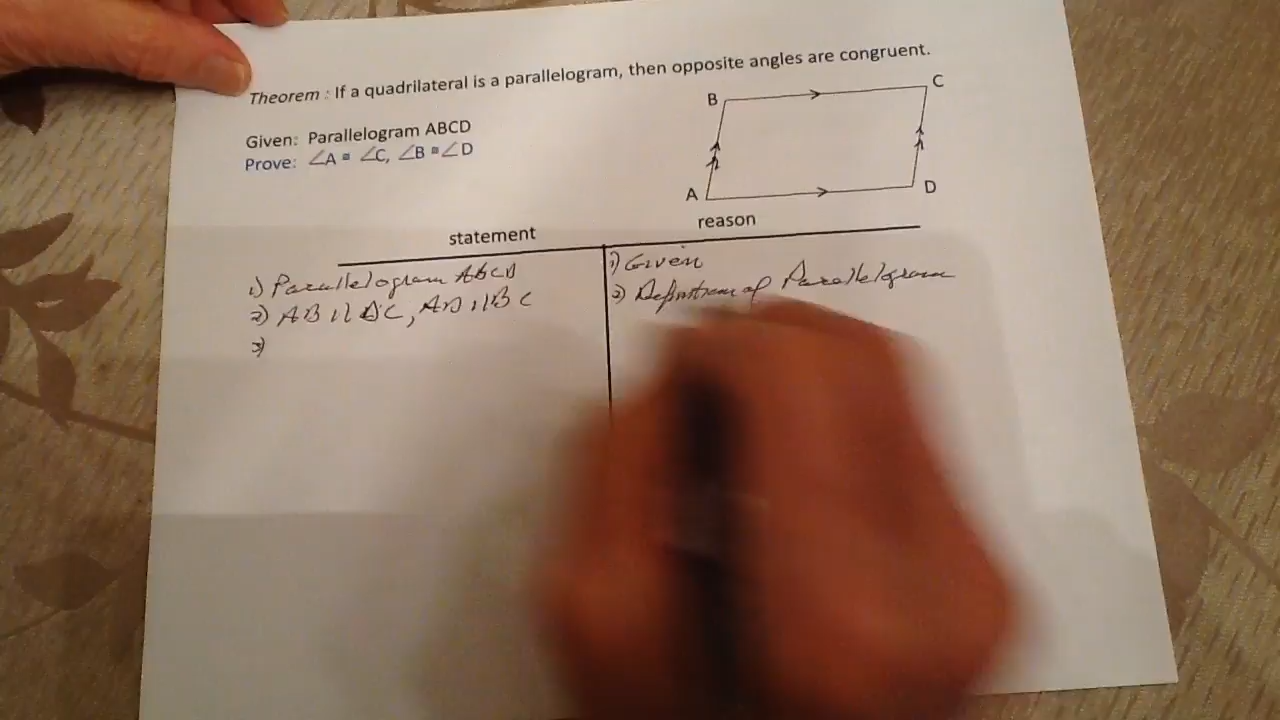 Theorem : If a quadrilateral is a parallelogram, then opposite angles are congruent.
Given: Parallelogram ABCD
Prove: ∠A ≅ ∠C, ∠B ≅ ∠D
B
C
A
D
statement
reason
1) Parallelogram ABCD
1) Given
2) AB || DC, AD || BC
2) Definition of Parallelogram
3)